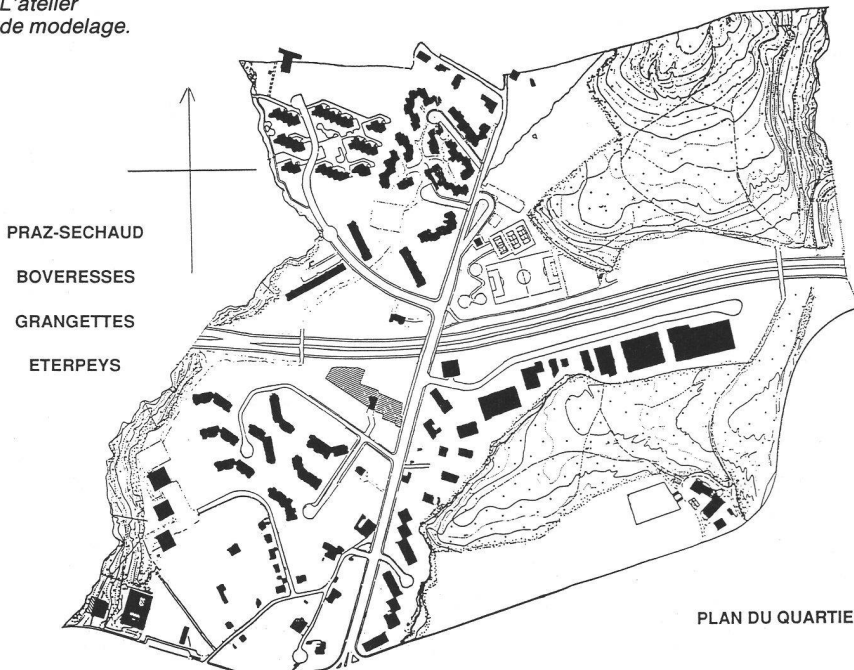 L'atelier
de modelage.
PRAZ-SECHAUD
BOVERESSES
GRANGETTES
ETERPEYS
PLAN DU QUARTIE